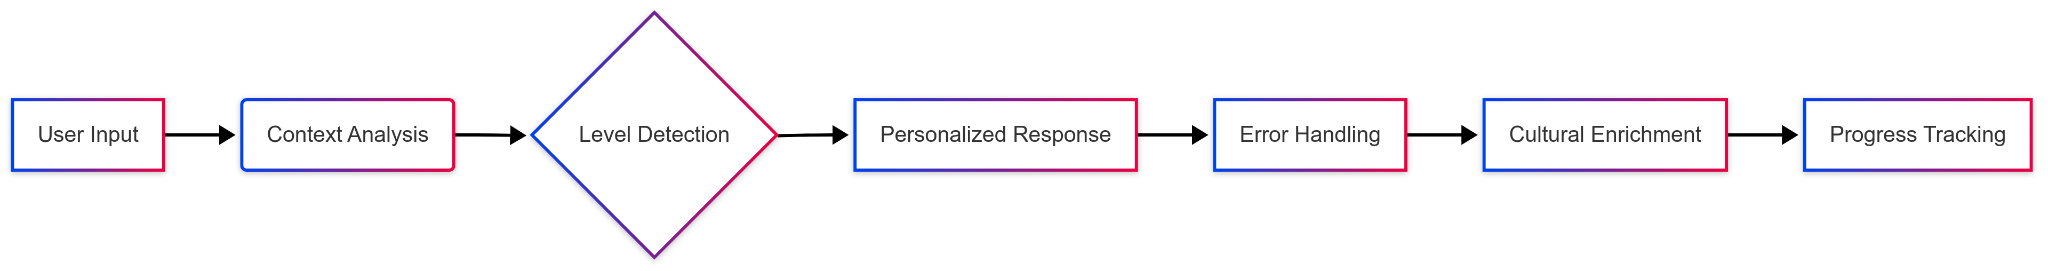 User Input
Context Analysis
Level Detection
Personalized Response
Error Handling
Cultural Enrichment
Progress Tracking